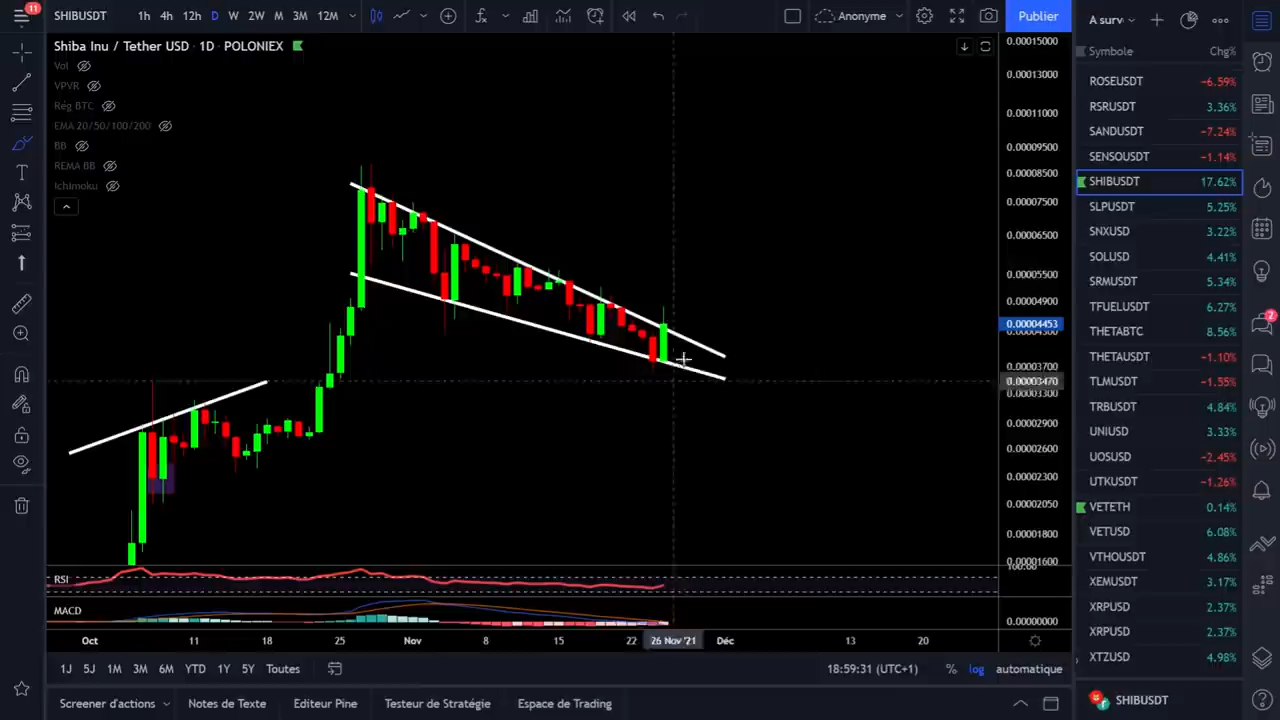 11
SHIBUSDT 1h 4h 12h D W 2W M 3M 12M Anonyme Publier A surv
Shiba Inu / Tether USD · 1D · POLONIEX
Vol
VPVR
Rég BTC
EMA 20/50/100/200
BB
REMA BB
Ichimoku
0.00015000
0.00013000
0.00011000
0.00009500
0.00008500
0.00007500
0.00006500
0.00005500
0.00004900
0.00004453
0.00003700
0.00003470
0.00003300
0.00002900
0.00002600
0.00002300
0.00002050
0.00001800
0.00001600
RSI
MACD
0.00000000
Oct 11 18 25 Nov 8 15 22 26 Nov '21 Déc 13 20
1J 5J 1M 3M 6M YTD 1Y 5Y Toutes 18:59:31 (UTC+1) % log automatique
Screener d'actions Notes de Texte Editeur Pine Testeur de Stratégie Espace de Trading
Symbole Chg%
ROSEUSDT −6.59%
RSRUSDT 3.36%
SANDUSDT −7.24%
SENSOUSDT −1.14%
SHIBUSDT 17.62%
SLPUSDT 5.25%
SNXUSD 3.22%
SOLUSD 4.41%
SRMUSDT 5.34%
TFUELUSDT 6.27%
THETABTC 8.56%
THETAUSDT −1.10%
TLMUSDT −1.55%
TRBUSDT 4.84%
UNIUSD 3.33%
UOSUSD −2.45%
UTKUSDT −1.26%
VETETH 0.14%
VETUSD 6.08%
VTHOUSDT 4.86%
XEMUSDT 3.17%
XRPUSD 2.37%
XRPUSD 2.37%
XTZUSD 4.98%
SHIBUSDT
2